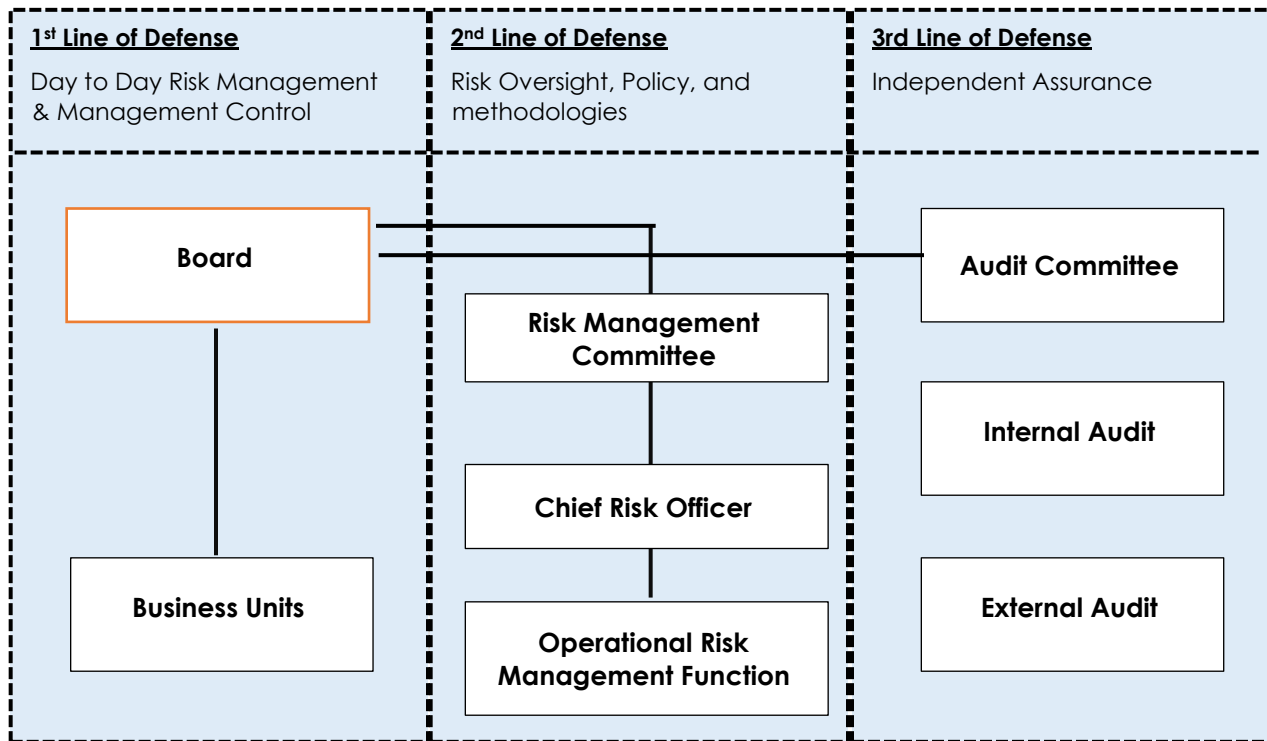 1st Line of Defense
Day to Day Risk Management
& Management Control
Board
Business Units
2nd Line of Defense
Risk Oversight, Policy, and
methodologies
Risk Management
Committee
Chief Risk Officer
Operational Risk
Management Function
3rd Line of Defense
Independent Assurance
Audit Committee
Internal Audit
External Audit